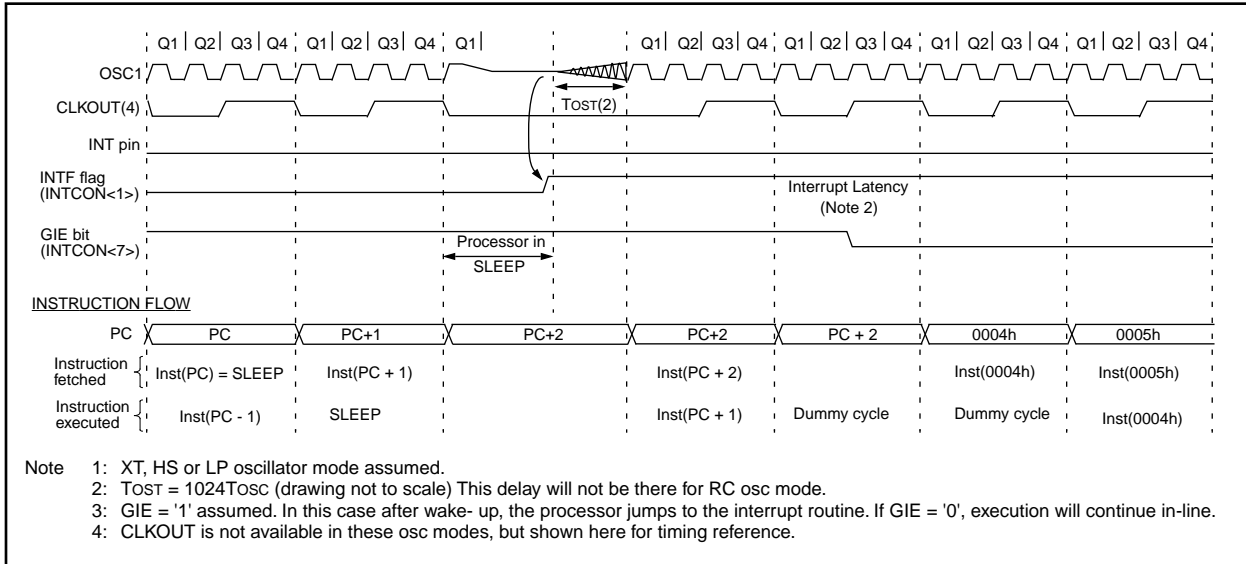 Q1 Q2 Q3 Q4 Q1 Q2 Q3 Q4 Q1 Q1 Q2 Q3 Q4 Q1 Q2 Q3 Q4 Q1 Q2 Q3 Q4 Q1 Q2 Q3 Q4
OSC1
TOST(2)
CLKOUT(4)
INT pin
INTF flag
(INTCON<1>)
Interrupt Latency
(Note 2)
GIE bit
(INTCON<7>)
Processor in
SLEEP
INSTRUCTION FLOW
PC PC PC+1 PC+2 PC+2 PC + 2 0004h 0005h
Instruction
fetched
Inst(PC) = SLEEP Inst(PC + 1) Inst(PC + 2) Inst(0004h) Inst(0005h)
Instruction
executed
Inst(PC - 1) SLEEP Inst(PC + 1) Dummy cycle Dummy cycle Inst(0004h)
Note 1: XT, HS or LP oscillator mode assumed.
2: TOST = 1024TOSC (drawing not to scale) This delay will not be there for RC osc mode.
3: GIE = '1' assumed. In this case after wake- up, the processor jumps to the interrupt routine. If GIE = '0', execution will continue in-line.
4: CLKOUT is not available in these osc modes, but shown here for timing reference.